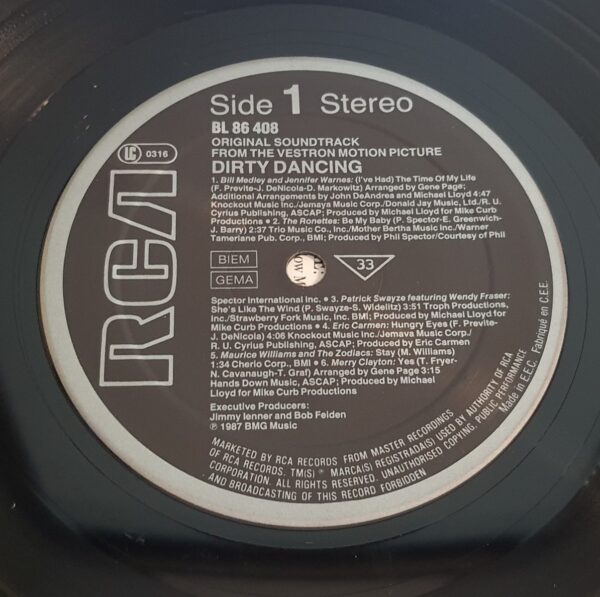 Side 1 Stereo
BL 86 408
ORIGINAL SOUNDTRACK
FROM THE VESTRON MOTION PICTURE
DIRTY DANCING
LC 0316
RCA
1. Bill Medley and Jennifer Warnes: (I've Had) The Time Of My Life
(F. Previte-J. DeNicola-D. Markowitz) Arranged by Gene Page;
Additional Arrangements by John DeAndrea and Michael Lloyd 4:47
Knockout Music Inc./Jemava Music Corp./Donald Jay Music, Ltd./R. U.
Cyrius Publishing, ASCAP; Produced by Michael Lloyd for Mike Curb
Productions • 2. The Ronettes: Be My Baby (P. Spector-E. Greenwich-
J. Barry) 2:37 Trio Music Co., Inc./Mother Bertha Music Inc./Warner
Tamerlane Pub. Corp., BMI; Produced by Phil Spector/Courtesy of Phil
BIEM
GEMA
33
Spector International Inc. • 3. Patrick Swayze featuring Wendy Fraser:
She's Like The Wind (P. Swayze-S. Widelitz) 3:51 Troph Productions,
Inc./Strawberry Fork Music, Inc. BMI; Produced by Michael Lloyd for
Mike Curb Productions • 4. Eric Carmen: Hungry Eyes (F. Previte-
J. DeNicola) 4:06 Knockout Music Inc./Jemava Music Corp./
R. U. Cyrius Publishing, ASCAP; Produced by Eric Carmen
5. Maurice Williams and The Zodiacs: Stay (M. Williams)
1:34 Cherio Corp., BMI • 6. Merry Clayton: Yes (T. Fryer-
N. Cavanaugh-T. Graf) Arranged by Gene Page 3:15
Hands Down Music, ASCAP; Produced by Michael
Lloyd for Mike Curb Productions
Executive Producers:
Jimmy Ienner and Bob Feiden
℗ 1987 BMG Music
MARKETED BY RCA RECORDS FROM MASTER RECORDINGS
OF RCA RECORDS. TM(S) ® MARCA(S) REGISTRADA(S) USED BY AUTHORITY OF RCA
CORPORATION. ALL RIGHTS RESERVED. UNAUTHORISED COPYING, PUBLIC PERFORMANCE
AND BROADCASTING OF THIS RECORD FORBIDDEN
Made in E.E.C. Fabriqué en C.E.E.